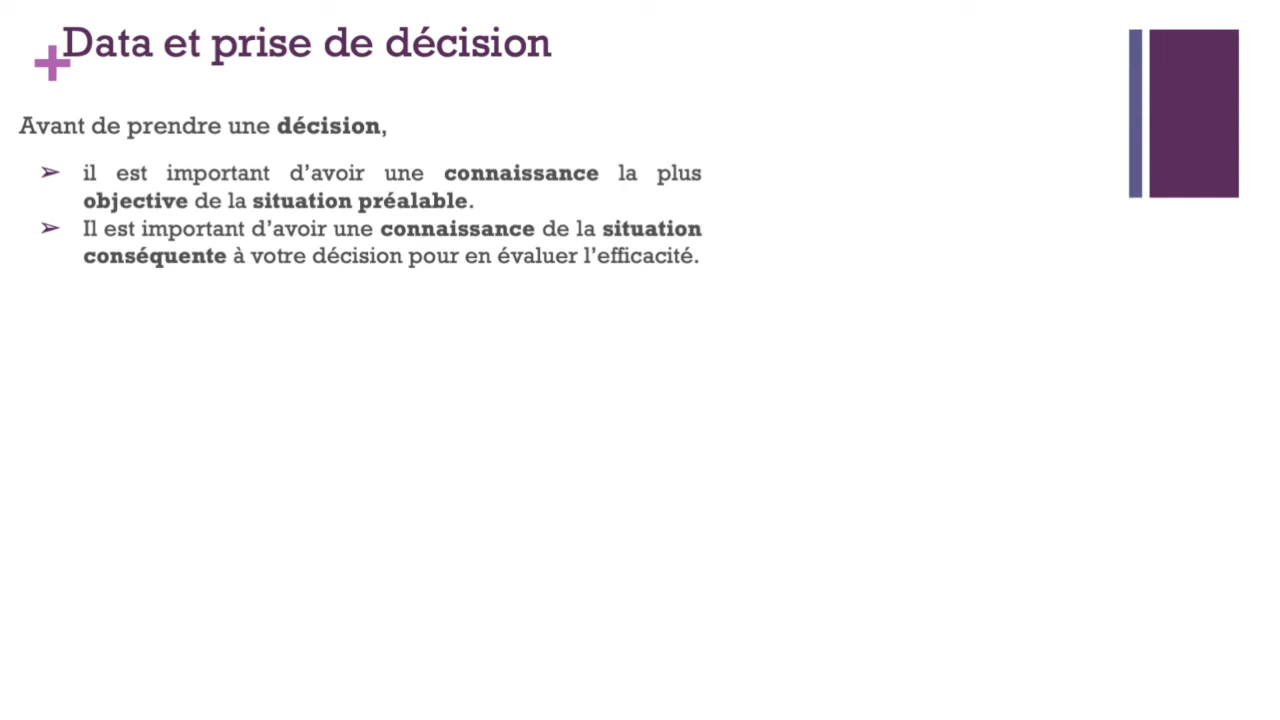 Data et prise de décision
Avant de prendre une décision,
➢ il est important d’avoir une connaissance la plus
objective de la situation préalable.
➢ Il est important d’avoir une connaissance de la situation
conséquente à votre décision pour en évaluer l’efficacité.